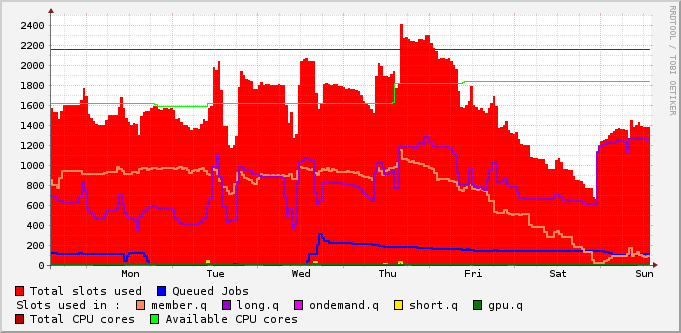 RRDTOOL / TOBI OETIKER
2400
2200
2000
1800
1600
1400
1200
1000
800
600
400
200
0
Mon Tue Wed Thu Fri Sat Sun
Total slots used Queued Jobs
Slots used in : member.q long.q ondemand.q short.q gpu.q
Total CPU cores Available CPU cores